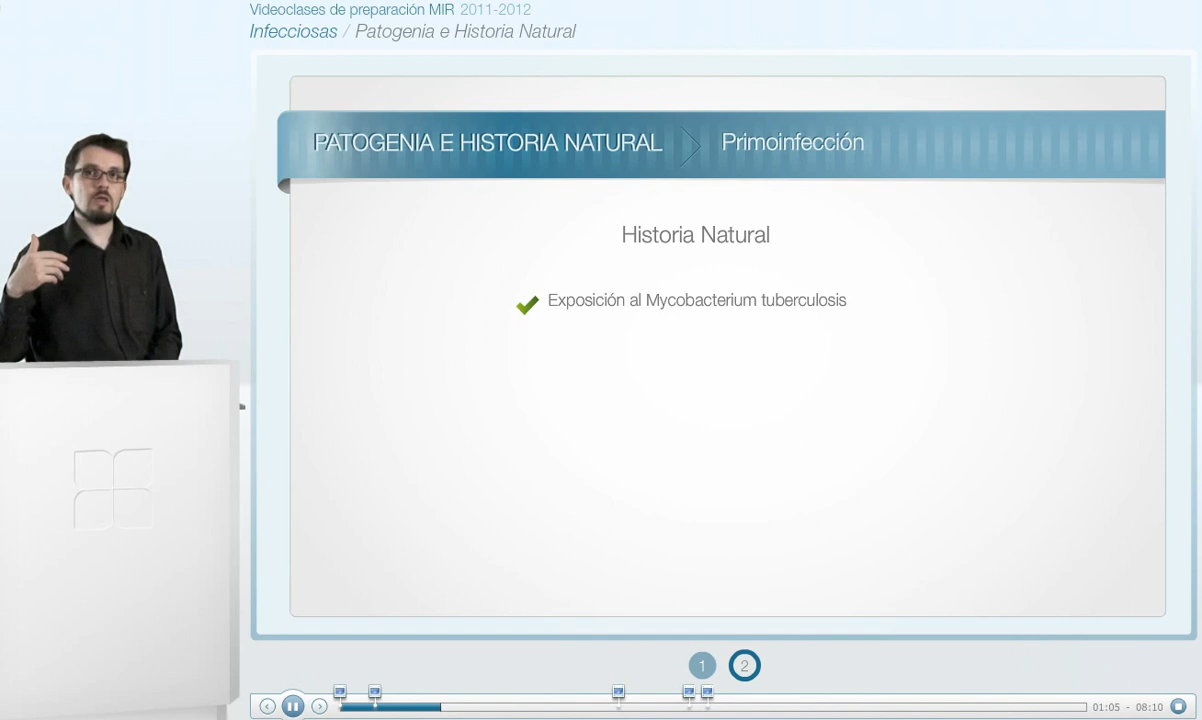 Videoclases de preparación MIR 2011-2012
Infecciosas / Patogenia e Historia Natural
PATOGENIA E HISTORIA NATURAL Primoinfección
Historia Natural
Exposición al Mycobacterium tuberculosis
1 2
01:05 - 08:10